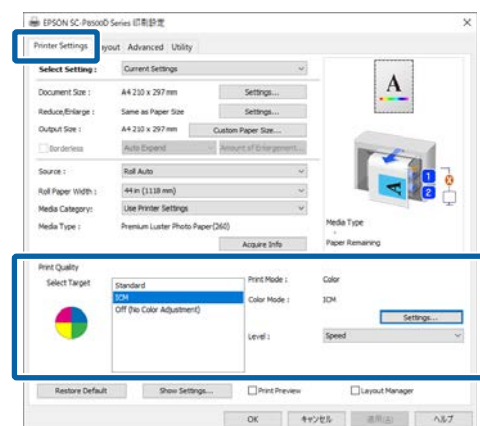 EPSON SC-P8500D Series 印刷設定
Printer Settings yout Advanced Utility
Select Setting : Current Settings
Document Size : A4 210 x 297 mm Settings...
Reduce/Enlarge : Same as Paper Size Settings...
Output Size : A4 210 x 297 mm Custom Paper Size...
Borderless Auto Expand Amount of Enlargement...
A
Source : Roll Auto
Roll Paper Width : 44 in (1118 mm)
Media Category: Use Printer Settings
Media Type : Premium Luster Photo Paper(260)
Acquire Info
A
1
2
Media Type
-
Paper Remaining
Print Quality
Select Target
Standard
ICM
Off (No Color Adjustment)
Print Mode : Color
Color Mode : ICM
Settings...
Level : Speed
Restore Default Show Settings... Print Preview Layout Manager
OK キャンセル 適用(A) ヘルプ